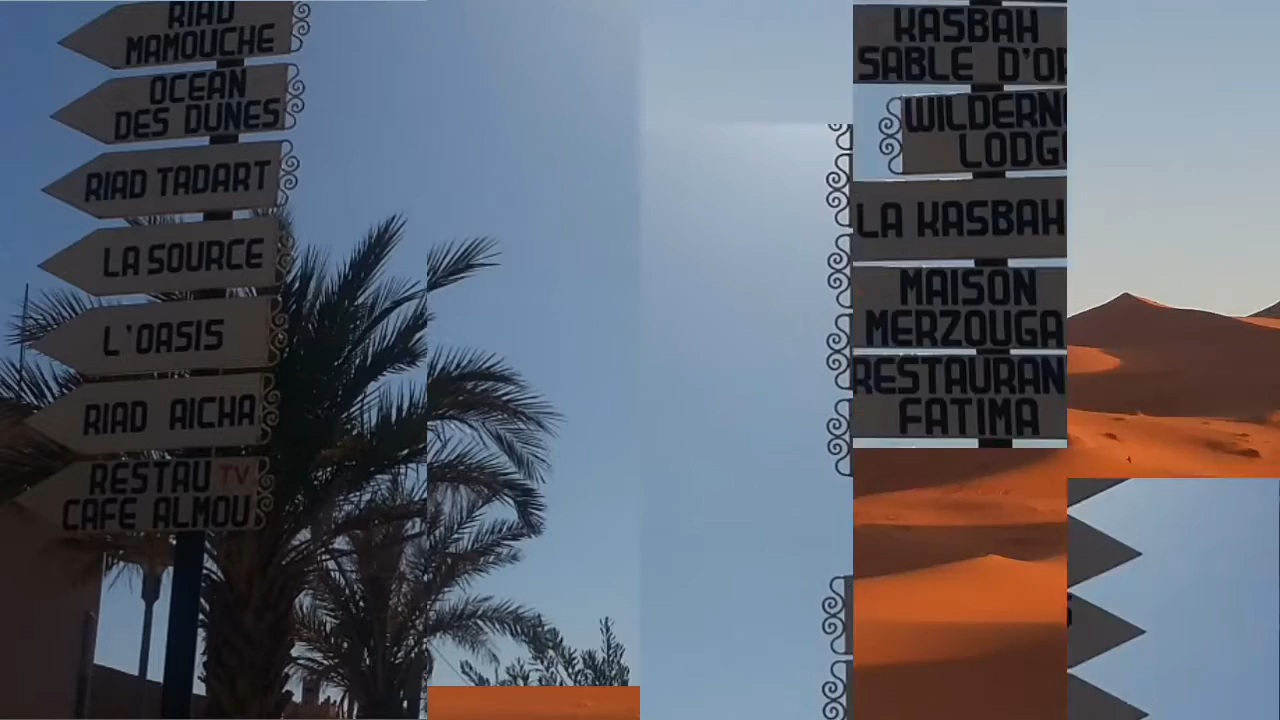 RIAD
MAMOUCHE
OCEAN
DES DUNES
RIAD TADART
LA SOURCE
L'OASIS
RIAD AICHA
RESTAU TV
CAFE ALMOU
KASBAH
SABLE D'OR
WILDERN
LODG
LA KASBAH
MAISON
MERZOUGA
RESTAURAN
FATIMA